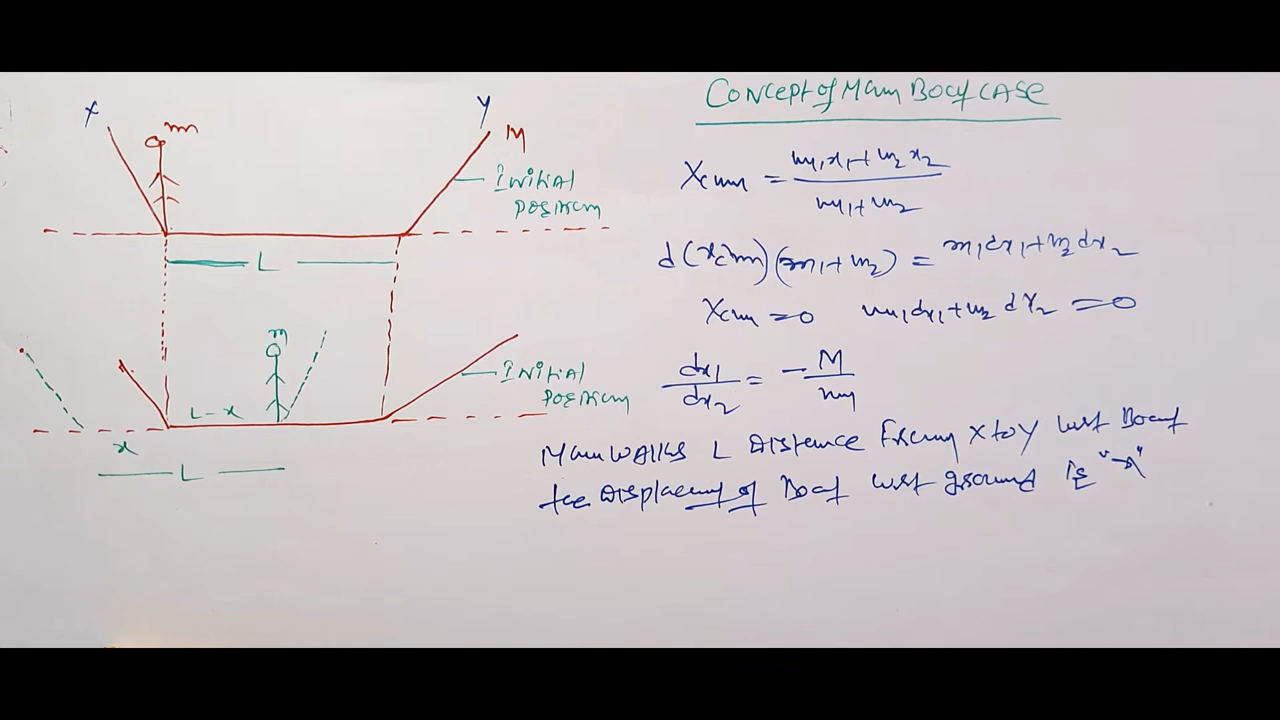 Concept of Man Boat CASE
X
m
Y
M
Initial
Position
L
Xcm = m1x1 + m2x2 / m1 + m2
d(xcm)(m1 + m2) = m1dx1 + m2dx2
Xcm = 0    m1dx1 + m2dx2 = 0
dx1 / dx2 = - M / m
m
Initial
Position
L-x
x
L
Man walks L Distance From X to Y wrt Boat
the Displacement of Boat wrt ground is "-x"